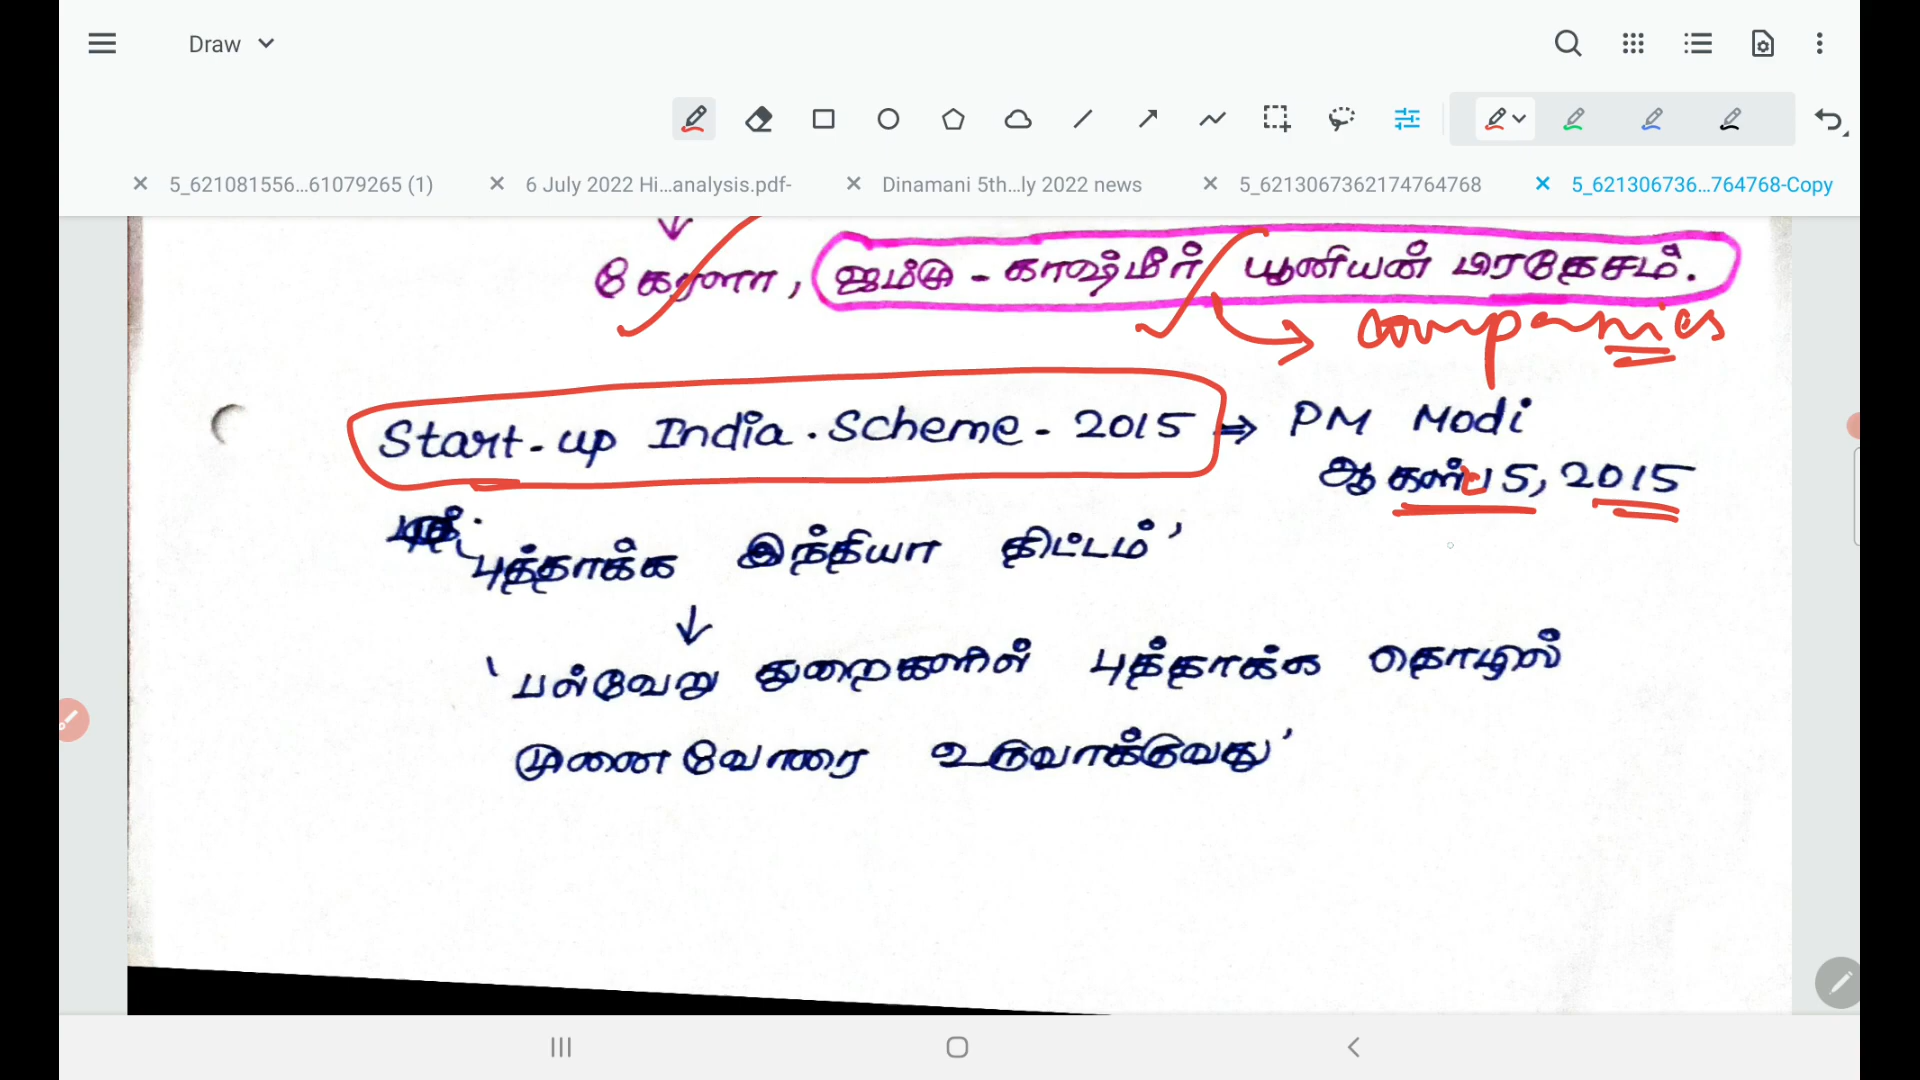 Draw
5_621081556...61079265 (1)
6 July 2022 Hi...analysis.pdf-
Dinamani 5th...ly 2022 news
5_6213067362174764768
5_621306736...764768-Copy
கேரளா, ஜம்மு - காஷ்மீர் யூனியன் பிரதேசம்.
companies
Start-up India. Scheme - 2015 ⇒ PM Modi
ஆகஸ்ட் 15, 2015
'புத்தாக்க இந்தியா திட்டம்'
'பல்வேறு துறைகளில் புத்தாக்க தொழில்
முனைவோரை உருவாக்குவது'